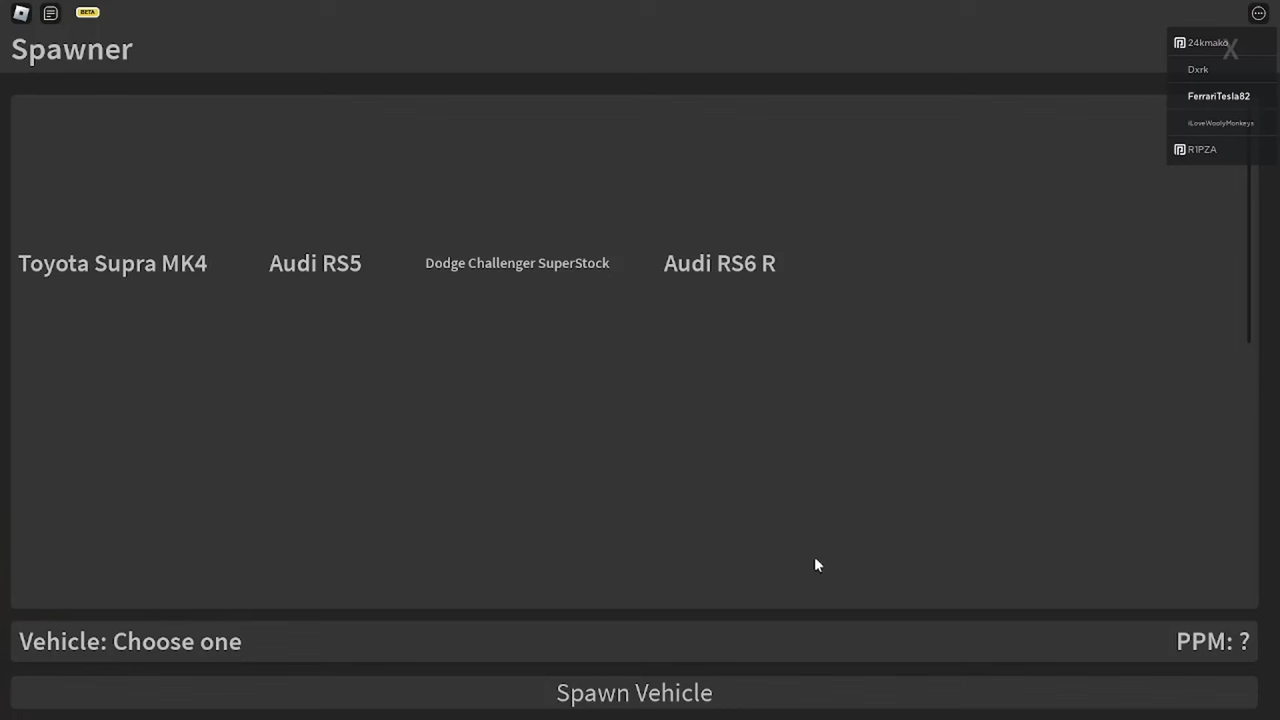 BETA
Spawner
X
24kmako
Dxrk
FerrariTesla82
iLoveWoolyMonkeys
R1PZA
Toyota Supra MK4
Audi RS5
Dodge Challenger SuperStock
Audi RS6 R
Vehicle: Choose one
PPM: ?
Spawn Vehicle